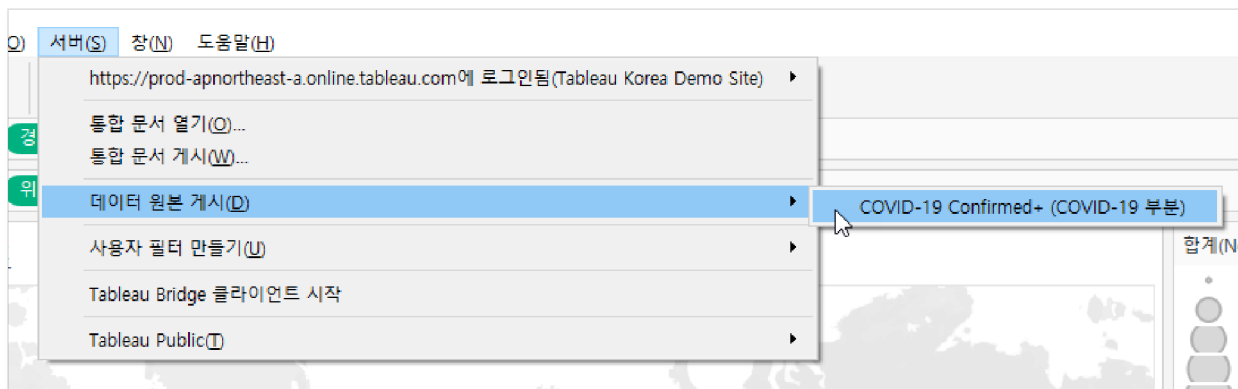 O) 서버(S) 창(N) 도움말(H)
https://prod-apnortheast-a.online.tableau.com에 로그인됨(Tableau Korea Demo Site)
통합 문서 열기(O)...
경
통합 문서 게시(W)...
위
데이터 원본 게시(D)
COVID-19 Confirmed+ (COVID-19 부분)
사용자 필터 만들기(U)
합계(N
Tableau Bridge 클라이언트 시작
Tableau Public(T)